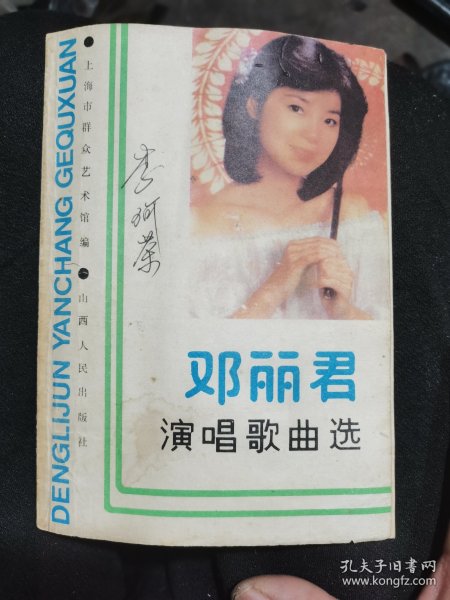 DENGLIJUN YANCHANG GEQUXUAN
上海市群众艺术馆编
山西人民出版社
邓丽君
演唱歌曲选
孔夫子旧书网
www.kongfz.com